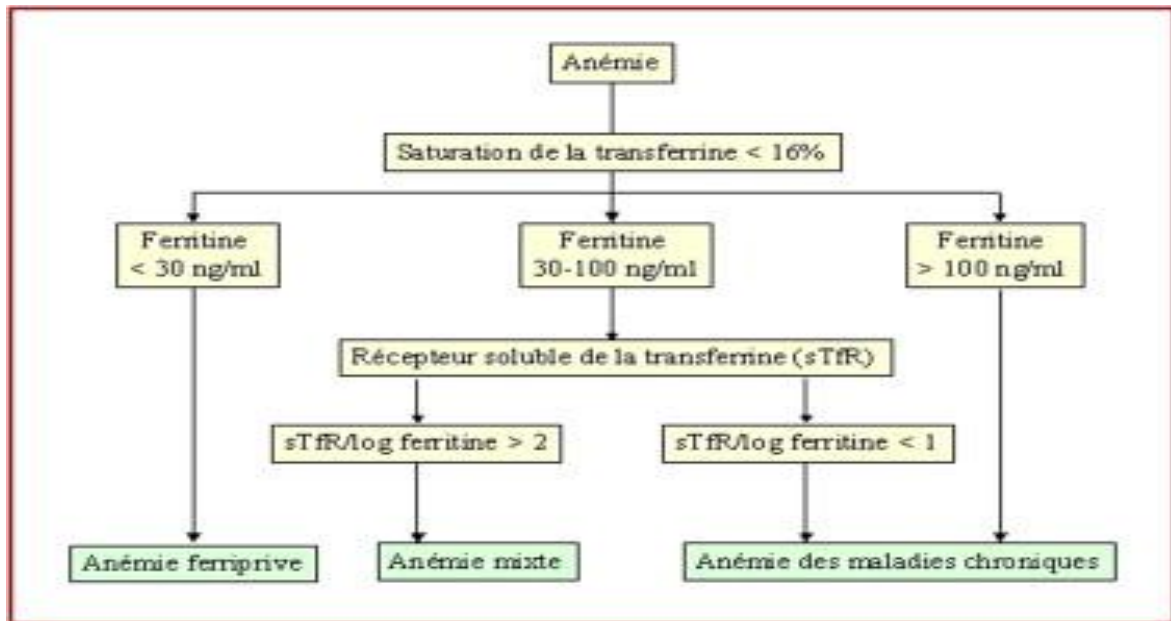 Anémie
Saturation de la transferrine < 16%
Ferritine
< 30 ng/ml
Ferritine
30-100 ng/ml
Ferritine
> 100 ng/ml
Récepteur soluble de la transferrine (sTfR)
sTfR/log ferritine > 2
sTfR/log ferritine < 1
Anémie ferriprive
Anémie mixte
Anémie des maladies chroniques